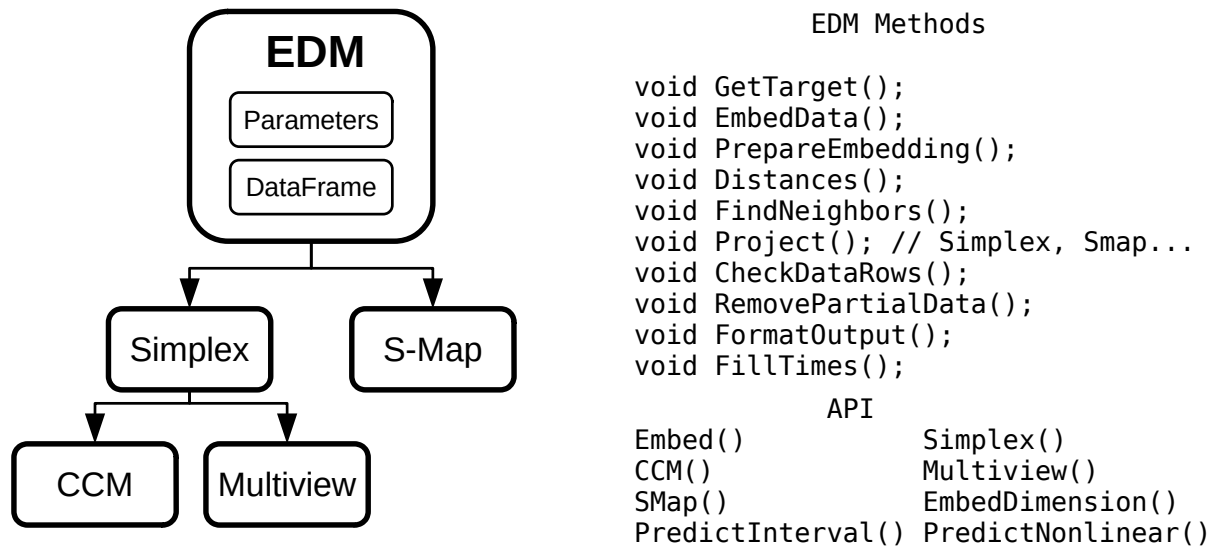 EDM
Parameters
DataFrame
Simplex
S-Map
CCM
Multiview
EDM Methods
void GetTarget();
void EmbedData();
void PrepareEmbedding();
void Distances();
void FindNeighbors();
void Project(); // Simplex, Smap...
void CheckDataRows();
void RemovePartialData();
void FormatOutput();
void FillTimes();
API
Embed() Simplex()
CCM() Multiview()
SMap() EmbedDimension()
PredictInterval() PredictNonlinear()